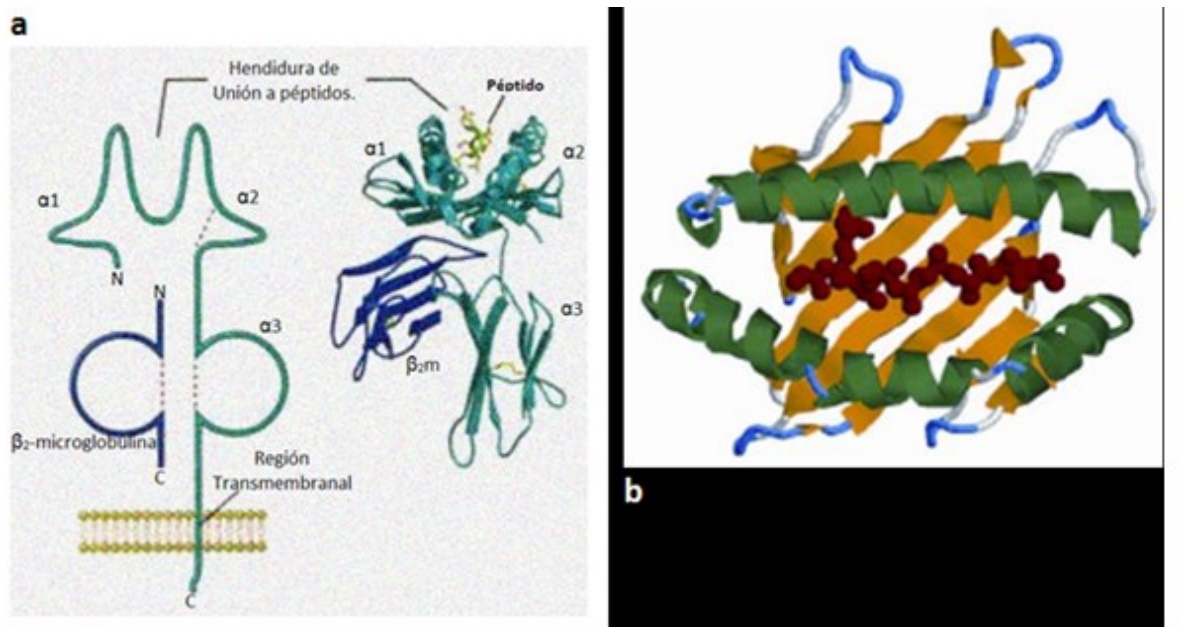 a
Hendidura de
Unión a péptidos.
Péptido
α1
α2
α1
α2
N
N
α3
α3
β₂m
β₂-microglobulina
C
Región
Transmembranal
C
b